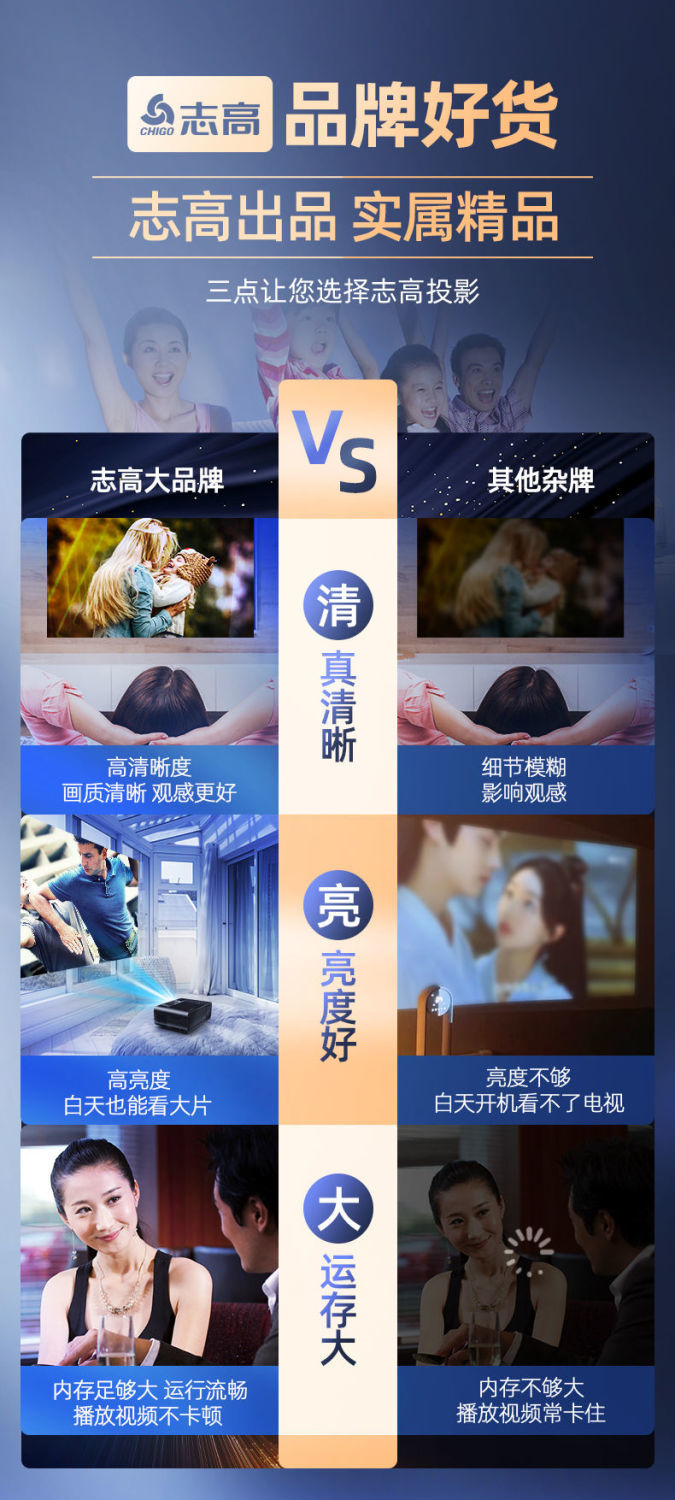 CHIGO 志高 品牌好货
志高出品 实属精品
三点让您选择志高投影
VS
志高大品牌
其他杂牌
清
真清晰
高清晰度
画质清晰 观感更好
细节模糊
影响观感
亮
亮度好
高亮度
白天也能看大片
亮度不够
白天开机看不了电视
大
运存大
内存足够大 运行流畅
播放视频不卡顿
内存不够大
播放视频常卡住